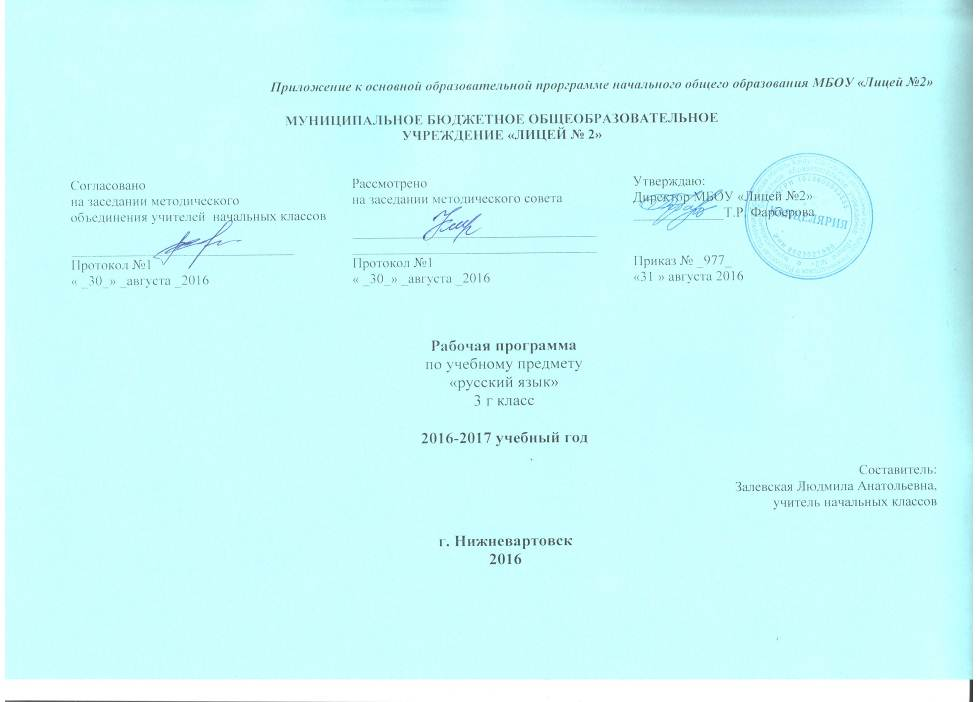 Приложение к основной образовательной прорграмме начального общего образования МБОУ «Лицей №2»
МУНИЦИПАЛЬНОЕ БЮДЖЕТНОЕ ОБЩЕОБРАЗОВАТЕЛЬНОЕ
УЧРЕЖДЕНИЕ «ЛИЦЕЙ № 2»
Согласовано
на заседании методического
объединения учителей начальных классов
Протокол №1
« _30_» _августа _2016
Рассмотрено
на заседании методического совета
Протокол №1
« _30_» _августа _2016
Утверждаю:
Директор МБОУ «Лицей №2»
Т.Р. Фарберова
Приказ № _977_
«31 » августа 2016
КАНЦЕЛЯРИЯ
Рабочая программа
по учебному предмету
«русский язык»
3 г класс
2016-2017 учебный год
Составитель:
Залевская Людмила Анатольевна,
учитель начальных классов
г. Нижневартовск
2016